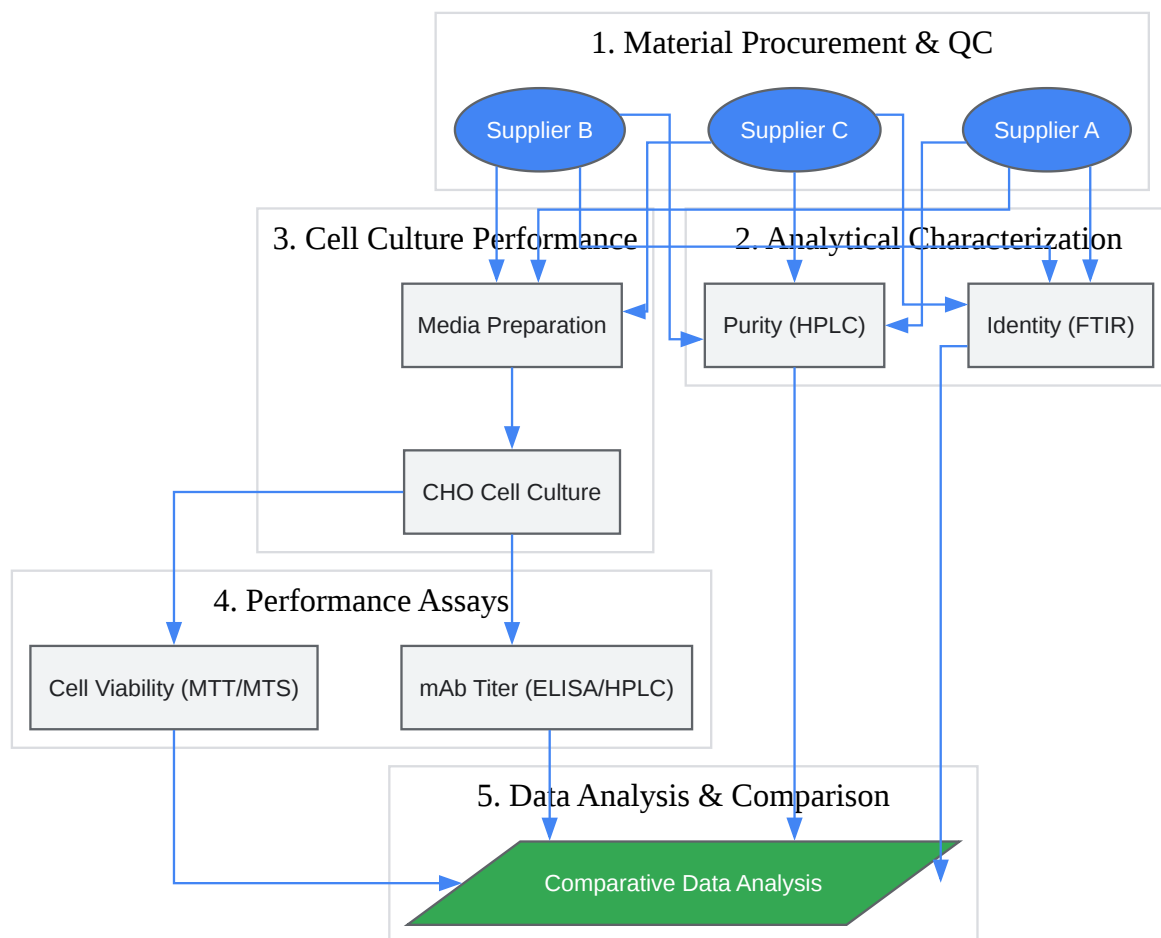 1. Material Procurement & QC
Supplier B
Supplier C
Supplier A
3. Cell Culture Performance
2. Analytical Characterization
Media Preparation
Purity (HPLC)
Identity (FTIR)
CHO Cell Culture
4. Performance Assays
Cell Viability (MTT/MTS)
mAb Titer (ELISA/HPLC)
5. Data Analysis & Comparison
Comparative Data Analysis